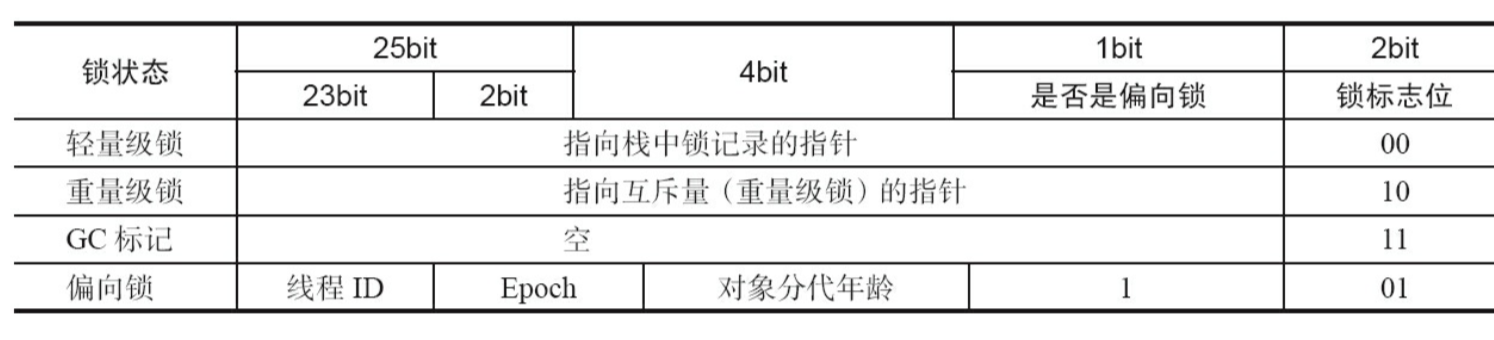 锁状态 25bit 4bit 1bit 2bit
23bit 2bit 是否是偏向锁 锁标志位
轻量级锁 指向栈中锁记录的指针 00
重量级锁 指向互斥量（重量级锁）的指针 10
GC 标记 空 11
偏向锁 线程 ID Epoch 对象分代年龄 1 01